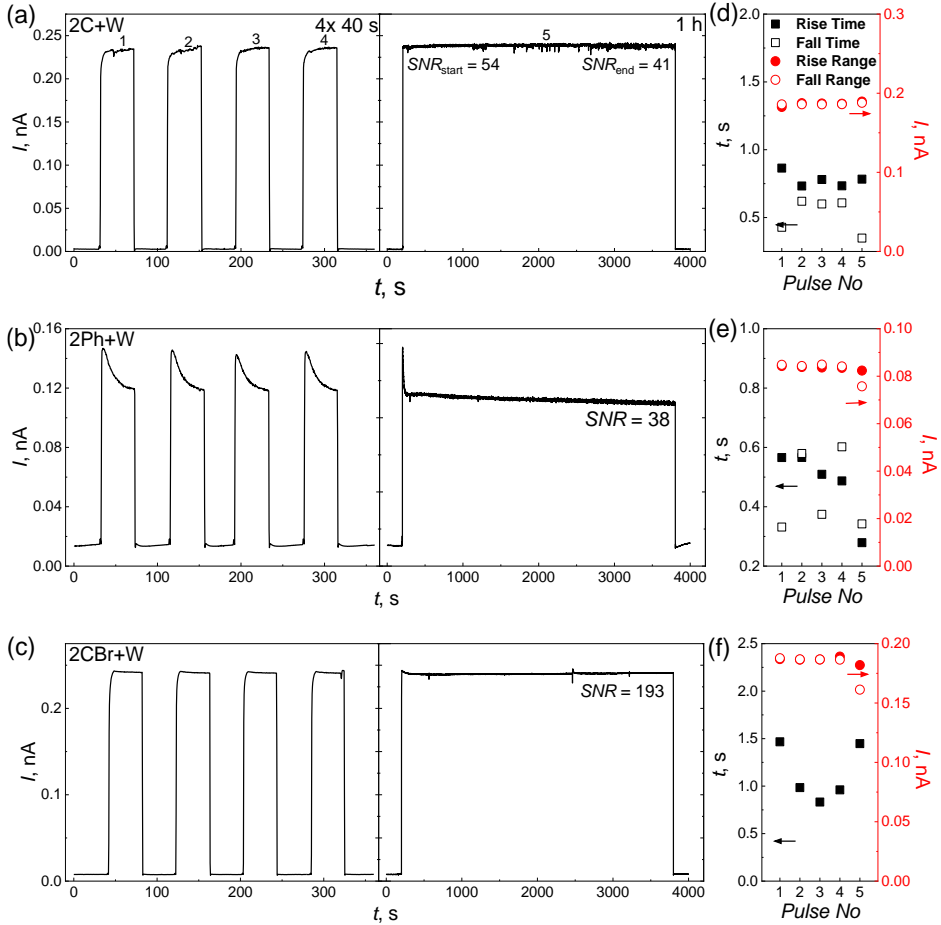 (a)
2C+W
4x 40 s
1 h
1
2
3
4
5
SNRstart = 54
SNRend = 41
0.25
0.20
0.15
0.10
0.05
0.00
I, nA
0 100 200 300
0 1000 2000 3000 4000
t, s
(d)
Rise Time
Fall Time
Rise Range
Fall Range
2.0
1.5
1.0
0.5
t, s
0.3
0.2
0.1
0.0
I, nA
1 2 3 4 5
Pulse No
(b)
2Ph+W
SNR = 38
0.16
0.12
0.08
0.04
0.00
I, nA
0 100 200 300
0 1000 2000 3000 4000
t, s
(e)
1.0
0.8
0.6
0.4
0.2
t, s
0.10
0.08
0.06
0.04
0.02
0.00
I, nA
1 2 3 4 5
Pulse No
(c)
2CBr+W
SNR = 193
0.2
0.1
0.0
I, nA
0 100 200 300
0 1000 2000 3000 4000
t, s
(f)
2.5
2.0
1.5
1.0
0.5
0.0
t, s
0.20
0.15
0.10
0.05
0.00
I, nA
1 2 3 4 5
Pulse No